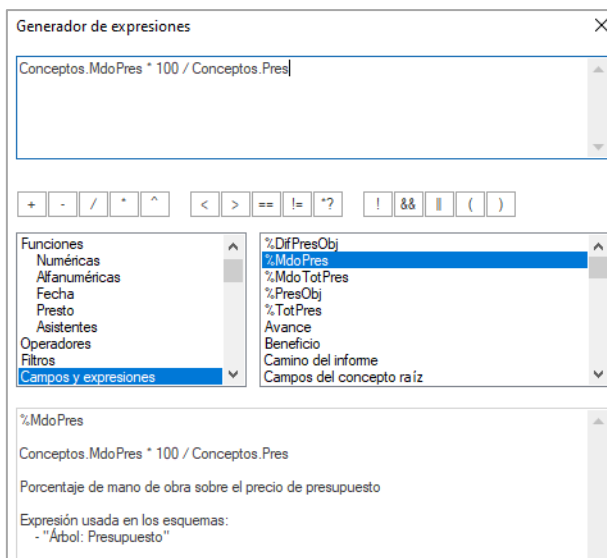 Generador de expresiones
Conceptos.MdoPres * 100 / Conceptos.Pres
+ - / * ^ < > == != *? ! && || ( )
Funciones
Numéricas
Alfanuméricas
Fecha
Presto
Asistentes
Operadores
Filtros
Campos y expresiones
%DifPresObj
%MdoPres
%MdoTotPres
%PresObj
%TotPres
Avance
Beneficio
Camino del informe
Campos del concepto raíz
%MdoPres
Conceptos.MdoPres * 100 / Conceptos.Pres
Porcentaje de mano de obra sobre el precio de presupuesto
Expresión usada en los esquemas:
- "Árbol: Presupuesto"